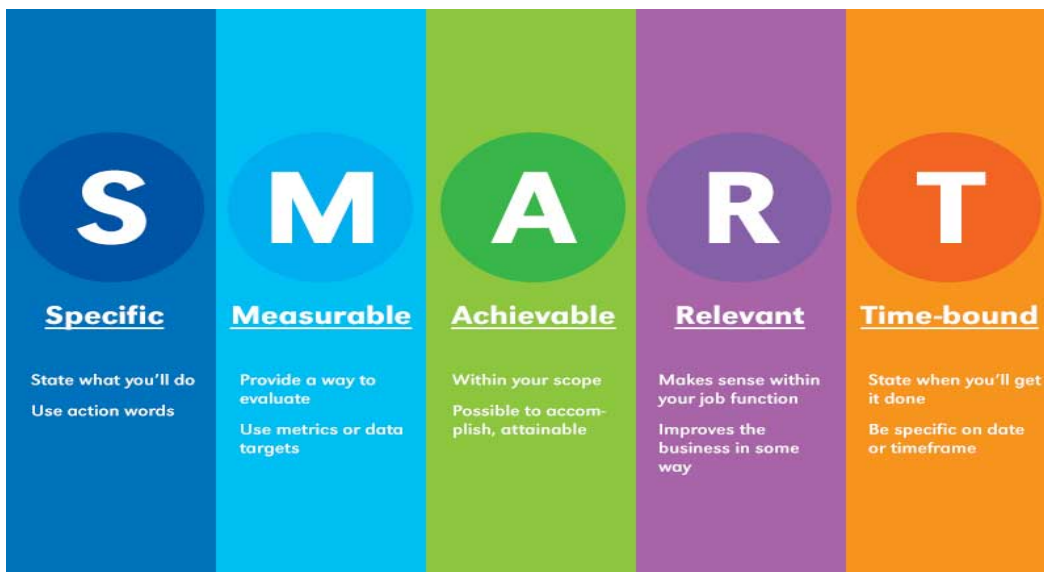 S
Specific
State what you'll do
Use action words
M
Measurable
Provide a way to
evaluate
Use metrics or data
targets
A
Achievable
Within your scope
Possible to accom-
plish, attainable
R
Relevant
Makes sense within
your job function
Improves the
business in some
way
T
Time-bound
State when you'll get
it done
Be specific on date
or timeframe